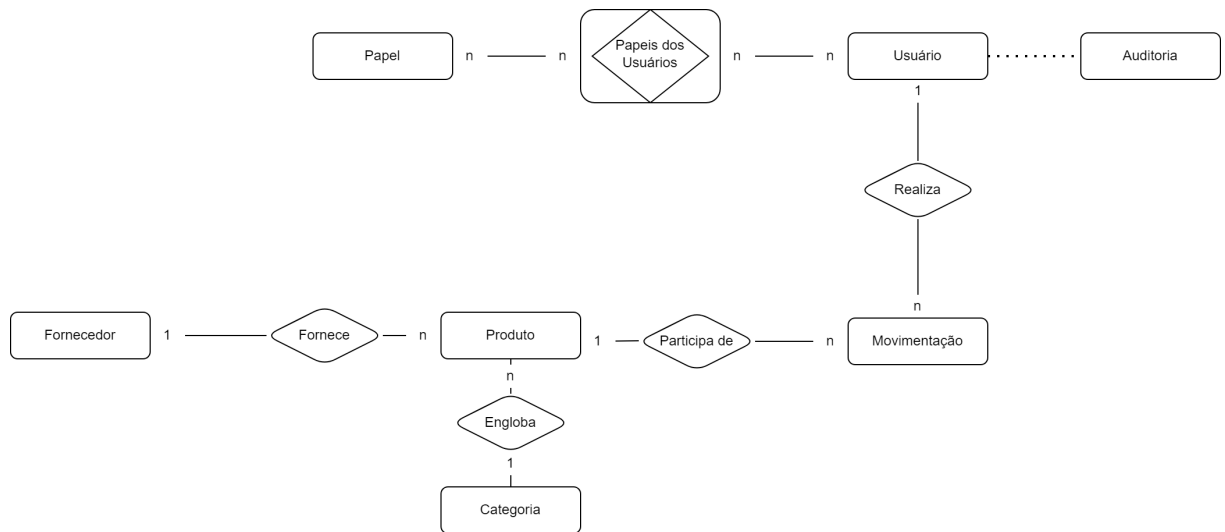 Papel
n
n
Papeis dos
Usuários
n
n
Usuário
Auditoria
1
Realiza
n
Fornecedor
1
Fornece
n
Produto
1
Participa de
n
Movimentação
n
Engloba
1
Categoria